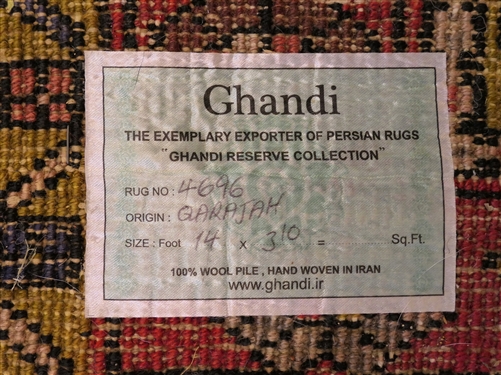 Ghandi
THE EXEMPLARY EXPORTER OF PERSIAN RUGS
"GHANDI RESERVE COLLECTION"
RUG NO : 4696
ORIGIN : QARAJAH
SIZE : Foot 14 x 3'10 = Sq.Ft.
100% WOOL PILE , HAND WOVEN IN IRAN
www.ghandi.ir